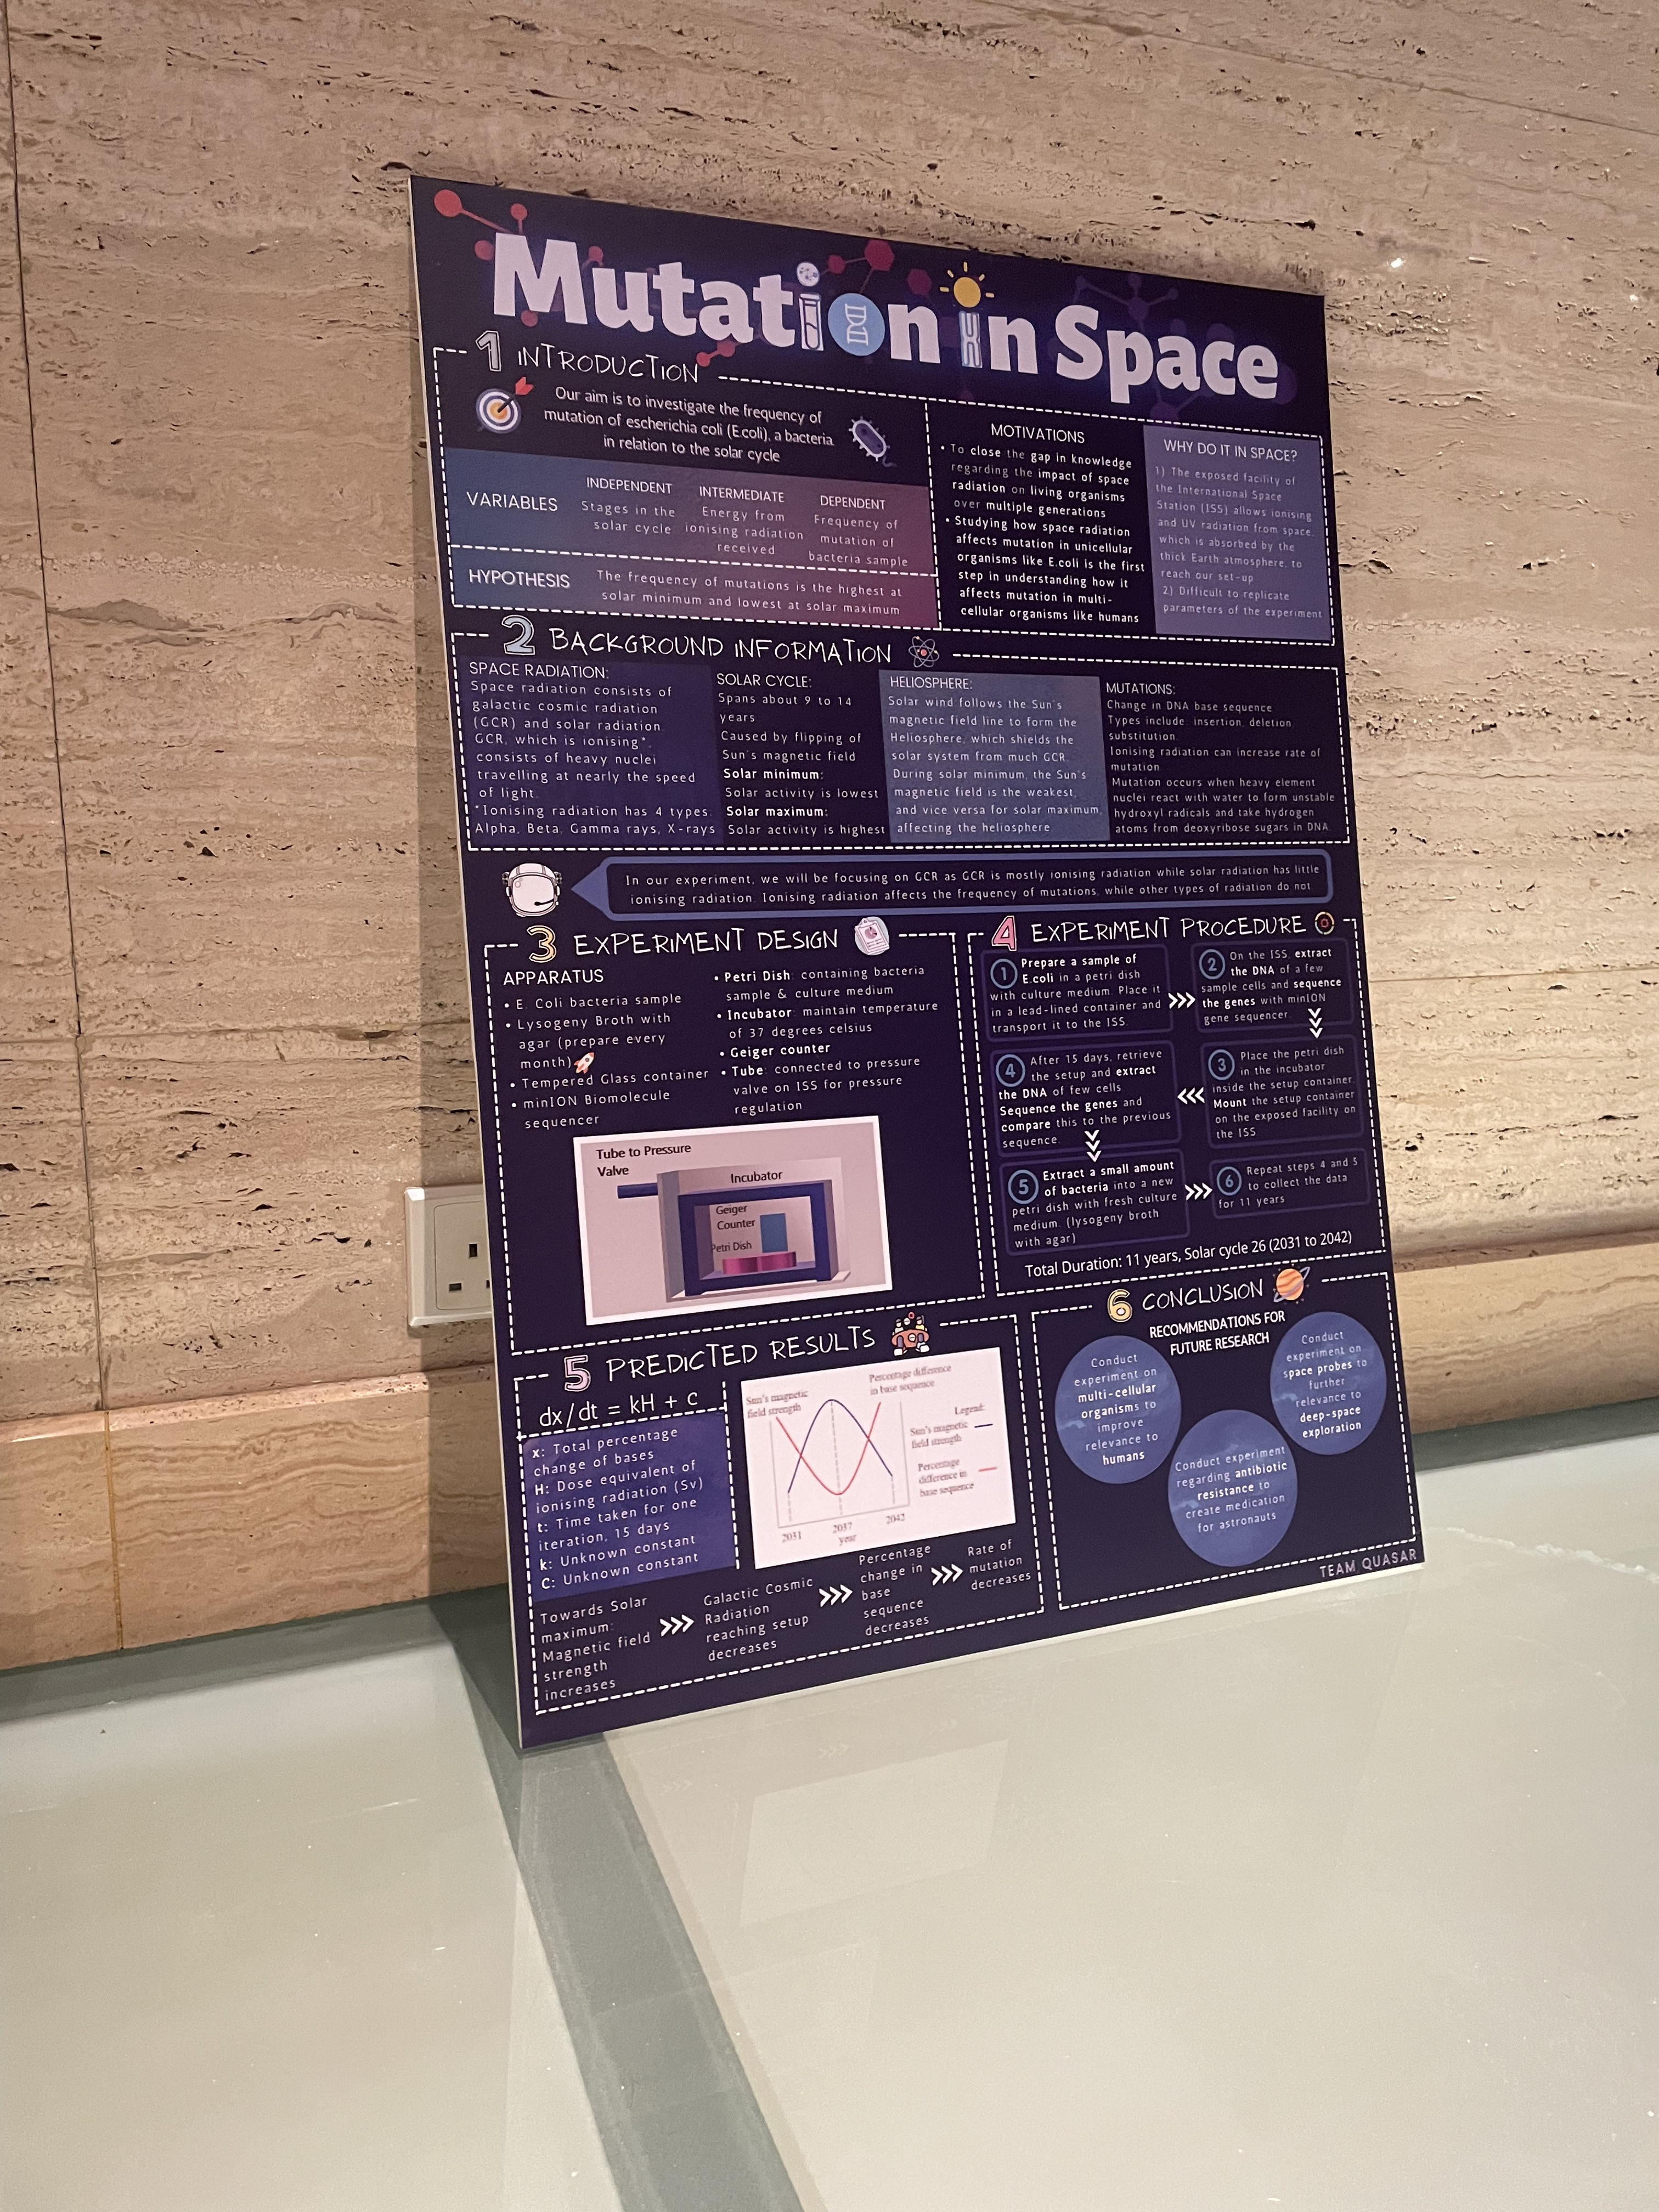 Mutation in Space
1 INTRODUCTION
Our aim is to investigate the frequency of
mutation of escherichia coli (E.coli), a bacteria
in relation to the solar cycle
VARIABLES
INDEPENDENT
Stages in the
solar cycle
INTERMEDIATE
Energy from
ionising radiation
received
DEPENDENT
Frequency of
mutation of
bacteria sample
HYPOTHESIS
The frequency of mutations is the highest at
solar minimum and lowest at solar maximum
MOTIVATIONS
• To close the gap in knowledge
regarding the impact of space
radiation on living organisms
over multiple generations
• Studying how space radiation
affects mutation in unicellular
organisms like E.coli is the first
step in understanding how it
affects mutation in multi-
cellular organisms like humans
WHY DO IT IN SPACE?
1) The exposed facility of
the International Space
Station (ISS) allows ionising
and UV radiation from space,
which is absorbed by the
thick Earth atmosphere, to
reach our set-up
2) Difficult to replicate
parameters of the experiment
2 BACKGROUND INFORMATION
SPACE RADIATION:
Space radiation consists of
galactic cosmic radiation
(GCR) and solar radiation.
GCR, which is ionising*,
consists of heavy nuclei
travelling at nearly the speed
of light.
*Ionising radiation has 4 types:
Alpha, Beta, Gamma rays, X-rays
SOLAR CYCLE:
Spans about 9 to 14
years
Caused by flipping of
Sun's magnetic field
Solar minimum:
Solar activity is lowest
Solar maximum:
Solar activity is highest
HELIOSPHERE:
Solar wind follows the Sun's
magnetic field line to form the
Heliosphere, which shields the
solar system from much GCR.
During solar minimum, the Sun's
magnetic field is the weakest,
and vice versa for solar maximum,
affecting the heliosphere
MUTATIONS:
Change in DNA base sequence
Types include: insertion, deletion,
substitution.
Ionising radiation can increase rate of
mutation.
Mutation occurs when heavy element
nuclei react with water to form unstable
hydroxyl radicals and take hydrogen
atoms from deoxyribose sugars in DNA.
In our experiment, we will be focusing on GCR as GCR is mostly ionising radiation while solar radiation has little
ionising radiation. Ionising radiation affects the frequency of mutations, while other types of radiation do not
3 EXPERIMENT DESIGN
APPARATUS
• E. Coli bacteria sample
• Lysogeny Broth with
agar (prepare every
month)
• Tempered Glass container
• minION Biomolecule
sequencer
• Petri Dish: containing bacteria
sample & culture medium
• Incubator: maintain temperature
of 37 degrees celsius
• Geiger counter
• Tube: connected to pressure
valve on ISS for pressure
regulation
Tube to Pressure
Valve
Incubator
Geiger
Counter
Petri Dish
4 EXPERIMENT PROCEDURE
1 Prepare a sample of
E.coli in a petri dish
with culture medium. Place it
in a lead-lined container and
transport it to the ISS.
2 On the ISS, extract
the DNA of a few
sample cells and sequence
the genes with minION
gene sequencer.
3 Place the petri dish
in the incubator
inside the setup container.
Mount the setup container
on the exposed facility on
the ISS
4 After 15 days, retrieve
the setup and extract
the DNA of few cells
Sequence the genes and
compare this to the previous
sequence.
5 Extract a small amount
of bacteria into a new
petri dish with fresh culture
medium. (lysogeny broth
with agar)
6 Repeat steps 4 and 5
to collect the data
for 11 years
Total Duration: 11 years, Solar cycle 26 (2031 to 2042)
5 PREDICTED RESULTS
dx/dt = kH + c
x: Total percentage
change of bases
H: Dose equivalent of
ionising radiation (Sv)
t: Time taken for one
iteration, 15 days
k: Unknown constant
C: Unknown constant
Sun's magnetic
field strength
Percentage difference
in base sequence
Legend:
Sun's magnetic
field strength
Percentage
difference in
base sequence
2031
2037
2042
year
Towards Solar
maximum:
Magnetic field
strength
increases
Galactic Cosmic
Radiation
reaching setup
decreases
Percentage
change in
base
sequence
decreases
Rate of
mutation
decreases
6 CONCLUSION
RECOMMENDATIONS FOR
FUTURE RESEARCH
Conduct
experiment on
multi-cellular
organisms to
improve
relevance to
humans
Conduct experiment
regarding antibiotic
resistance to
create medication
for astronauts
Conduct
experiment on
space probes to
further
relevance to
deep-space
exploration
TEAM QUASAR